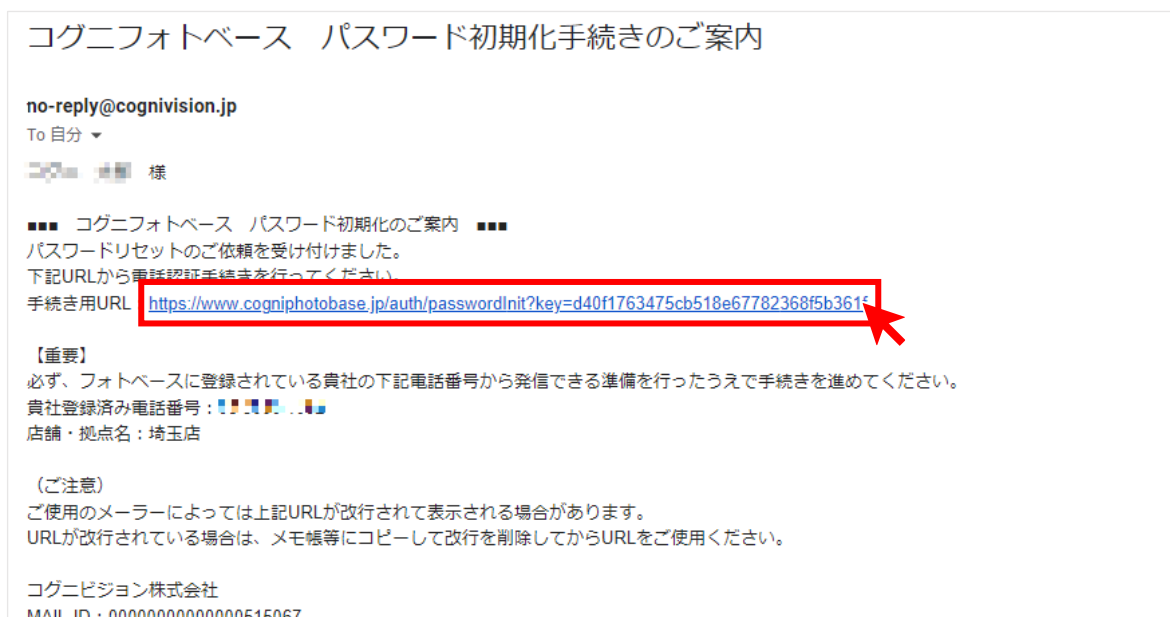 コグニフォトベース　パスワード初期化手続きのご案内
no-reply@cognivision.jp
To 自分
様
■■■　コグニフォトベース　パスワード初期化のご案内　■■■
パスワードリセットのご依頼を受け付けました。
下記URLから電話認証手続きを行ってください。
手続き用URL https://www.cogniphotobase.jp/auth/passwordInit?key=d40f1763475cb518e67782368f5b361f
【重要】
必ず、フォトベースに登録されている貴社の下記電話番号から発信できる準備を行ったうえで手続きを進めてください。
貴社登録済み電話番号：
店舗・拠点名：埼玉店
（ご注意）
ご使用のメーラーによっては上記URLが改行されて表示される場合があります。
URLが改行されている場合は、メモ帳等にコピーして改行を削除してからURLをご使用ください。
コグニビジョン株式会社
MAIL ID：00000000000000515067